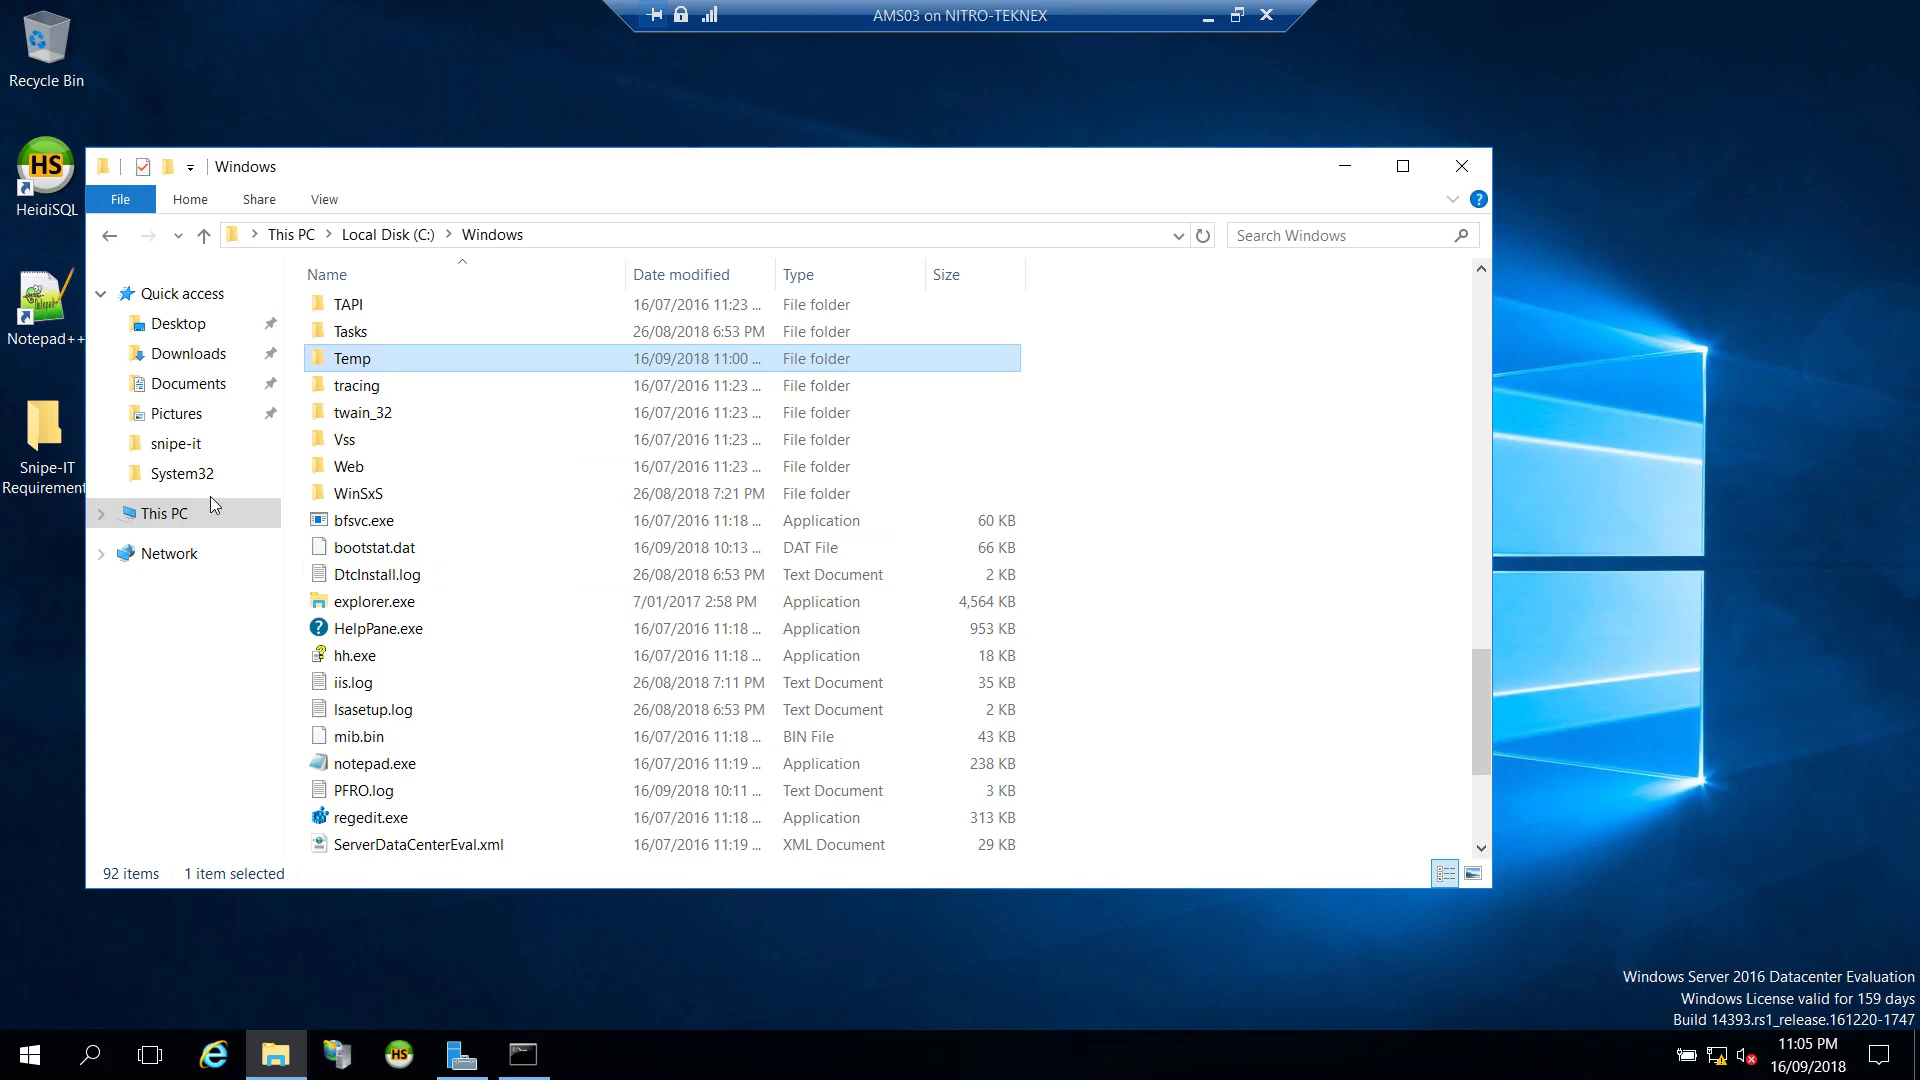 AMS03 on NITRO-TEKNEX
Recycle Bin
HS
HeidiSQL
Notepad++
Snipe-IT
Requirement
Windows
File
Home
Share
View
?
This PC
Local Disk (C:)
Windows
Search Windows
Quick access
Desktop
Downloads
Documents
Pictures
snipe-it
System32
This PC
Network
Name
Date modified
Type
Size
TAPI 16/07/2016 11:23 ... File folder
Tasks 26/08/2018 6:53 PM File folder
Temp 16/09/2018 11:00 ... File folder
tracing 16/07/2016 11:23 ... File folder
twain_32 16/07/2016 11:23 ... File folder
Vss 16/07/2016 11:23 ... File folder
Web 16/07/2016 11:23 ... File folder
WinSxS 26/08/2018 7:21 PM File folder
bfsvc.exe 16/07/2016 11:18 ... Application 60 KB
bootstat.dat 16/09/2018 10:13 ... DAT File 66 KB
DtcInstall.log 26/08/2018 6:53 PM Text Document 2 KB
explorer.exe 7/01/2017 2:58 PM Application 4,564 KB
HelpPane.exe 16/07/2016 11:18 ... Application 953 KB
hh.exe 16/07/2016 11:18 ... Application 18 KB
iis.log 26/08/2018 7:11 PM Text Document 35 KB
lsasetup.log 26/08/2018 6:53 PM Text Document 2 KB
mib.bin 16/07/2016 11:18 ... BIN File 43 KB
notepad.exe 16/07/2016 11:19 ... Application 238 KB
PFRO.log 16/09/2018 10:11 ... Text Document 3 KB
regedit.exe 16/07/2016 11:18 ... Application 313 KB
ServerDataCenterEval.xml 16/07/2016 11:19 ... XML Document 29 KB
92 items
1 item selected
Windows Server 2016 Datacenter Evaluation
Windows License valid for 159 days
Build 14393.rs1_release.161220-1747
HS
11:05 PM
16/09/2018